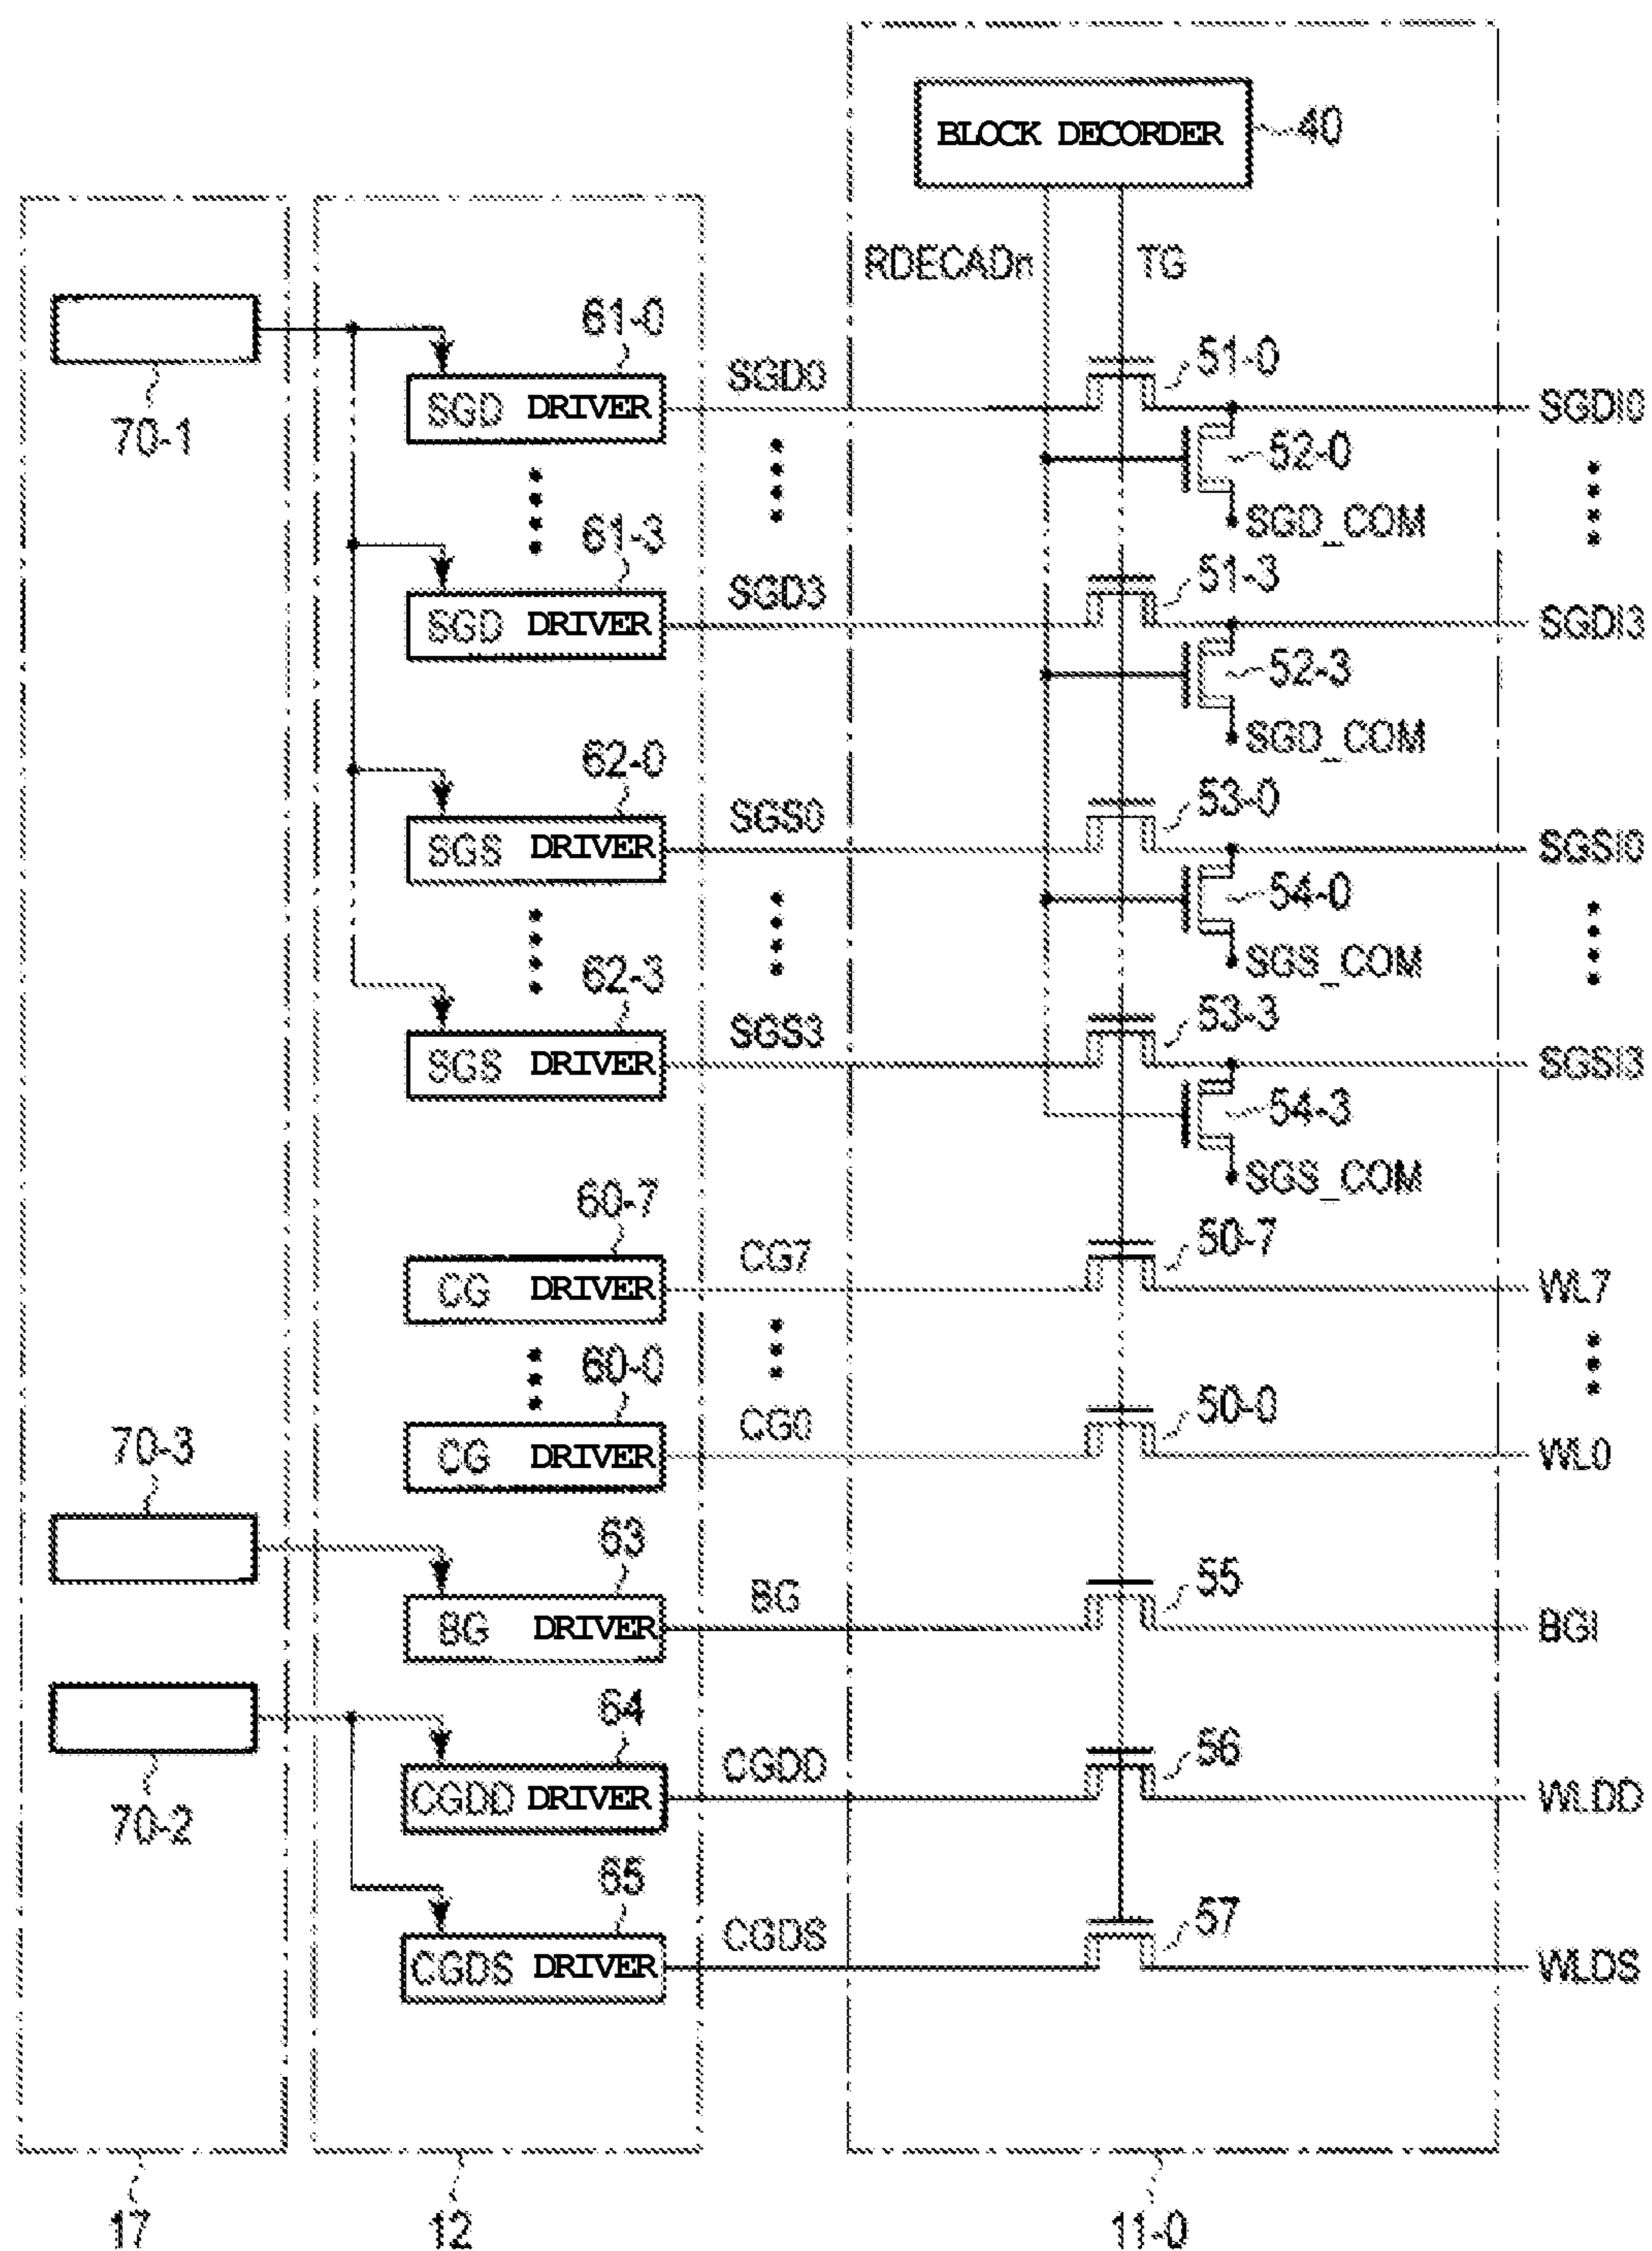 BLOCK DECORDER
40
RDECADn
TG
61-0
70-1
SGD DRIVER
SGD0
51-0
SGDI0
52-0
SGD_COM
61-3
SGD DRIVER
SGD3
51-3
SGDI3
52-3
SGD_COM
62-0
SGS DRIVER
SGS0
53-0
SGSI0
54-0
SGS_COM
62-3
SGS DRIVER
SGS3
53-3
SGSI3
54-3
SGS_COM
60-7
CG DRIVER
CG7
50-7
WL7
60-0
CG DRIVER
CG0
50-0
WL0
70-3
63
BG DRIVER
BG
55
BGI
70-2
64
CGDD DRIVER
CGDD
56
WLDD
65
CGDS DRIVER
CGDS
57
WLDS
17
12
11-0